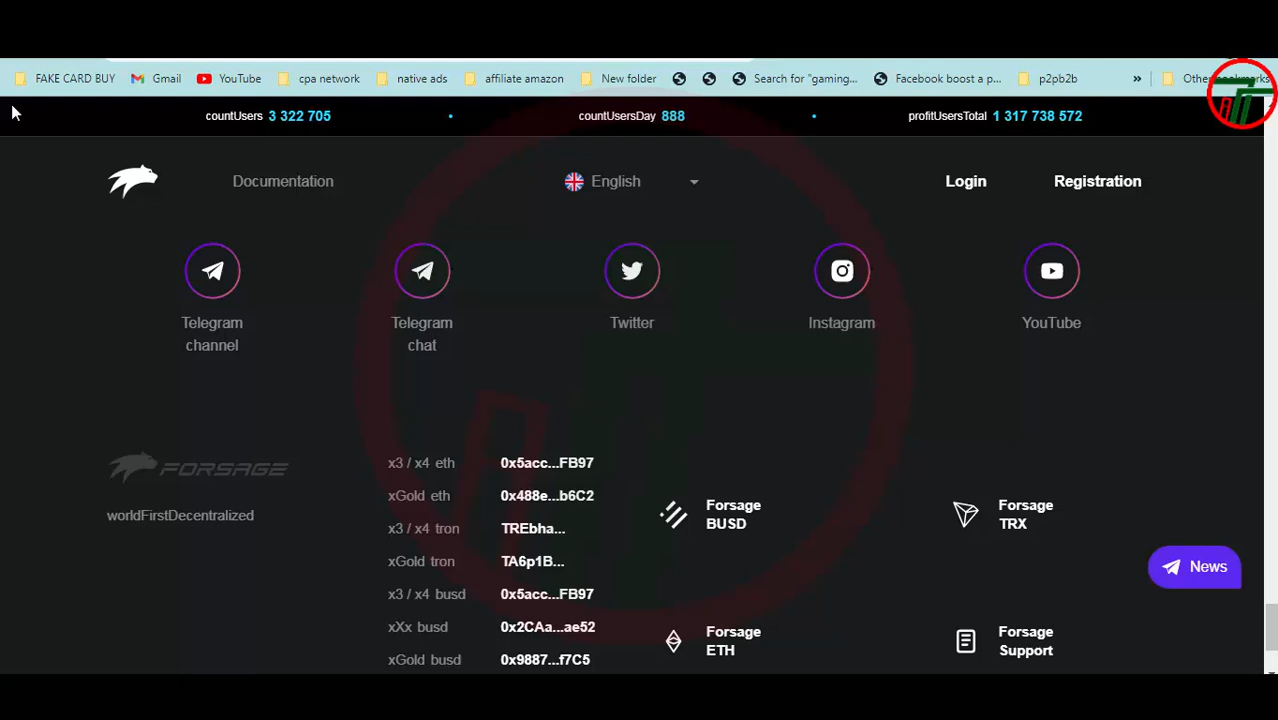 FAKE CARD BUY Gmail YouTube cpa network native ads affiliate amazon New folder Search for "gaming... Facebook boost a p... p2pb2b » Other bookmarks
countUsers 3 322 705 • countUsersDay 888 • profitUsersTotal 1 317 738 572
Documentation English Login Registration
Telegram channel
Telegram chat
Twitter
Instagram
YouTube
FORSAGE
worldFirstDecentralized
x3 / x4 eth 0x5acc...FB97
xGold eth 0x488e...b6C2
x3 / x4 tron TREbha...
xGold tron TA6p1B...
x3 / x4 busd 0x5acc...FB97
xXx busd 0x2CAa...ae52
xGold busd 0x9887...f7C5
Forsage
BUSD
Forsage
TRX
News
Forsage
ETH
Forsage
Support